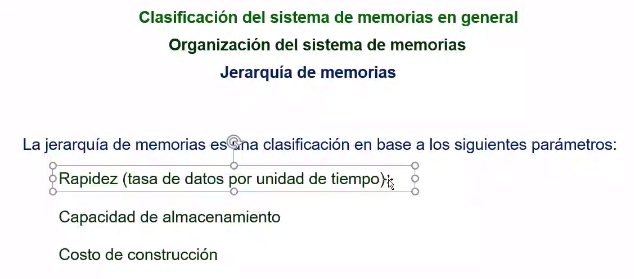 Clasificación del sistema de memorias en general
Organización del sistema de memorias
Jerarquía de memorias
La jerarquía de memorias es una clasificación en base a los siguientes parámetros:
Rapidez (tasa de datos por unidad de tiempo)
Capacidad de almacenamiento
Costo de construcción